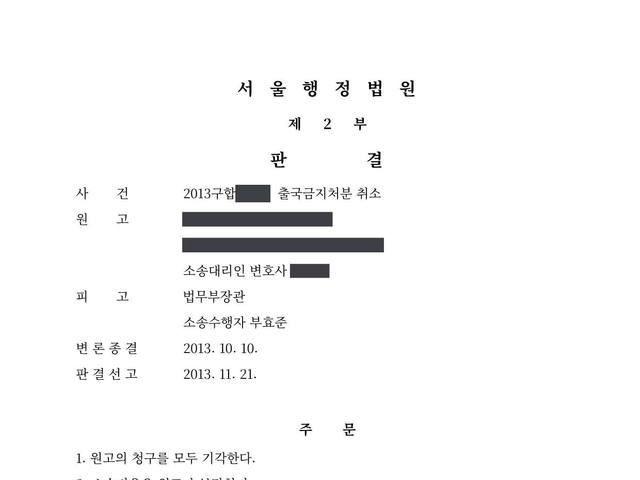 서 울 행 정 법 원
제 2 부
판 결
사 건 2013구합 출국금지처분 취소
원 고
소송대리인 변호사
피 고 법무부장관
소송수행자 부효준
변 론 종 결 2013. 10. 10.
판 결 선 고 2013. 11. 21.
주 문
1. 원고의 청구를 모두 기각한다.